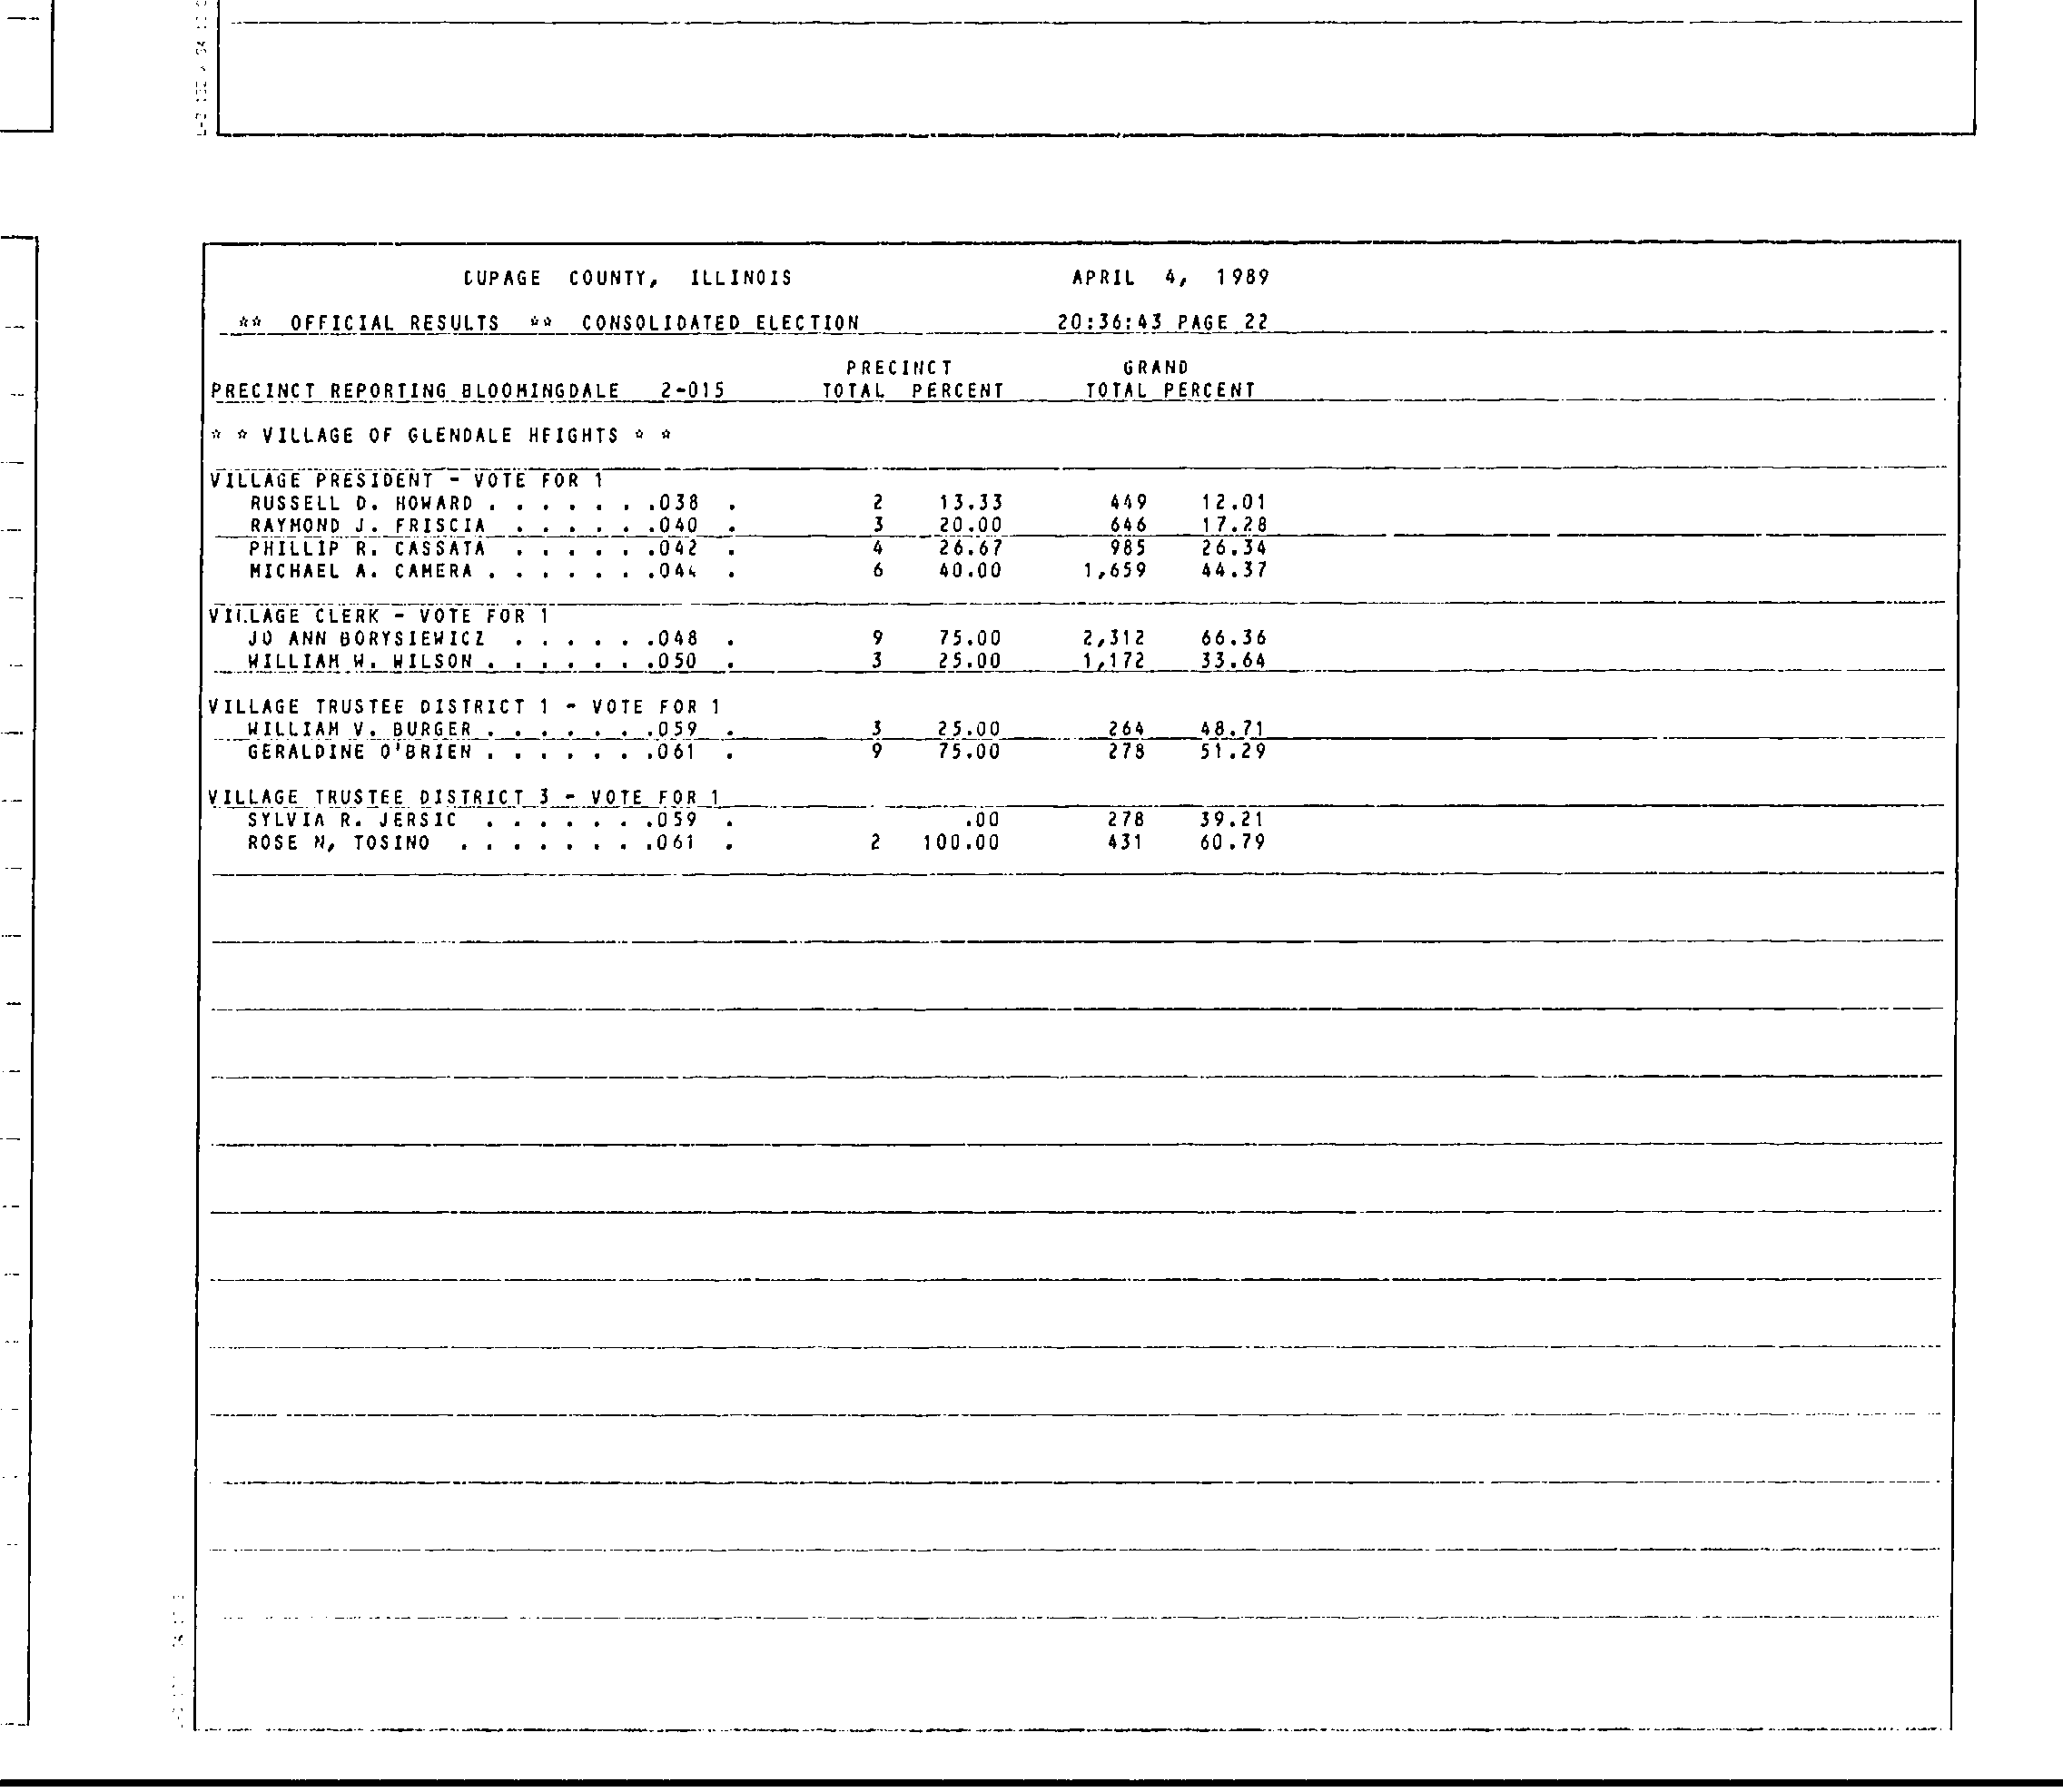 DUPAGE COUNTY, ILLINOIS APRIL 4, 1989
** OFFICIAL RESULTS ** CONSOLIDATED ELECTION 20:36:43 PAGE 22
PRECINCT GRAND
PRECINCT REPORTING BLOOMINGDALE 2-015 TOTAL PERCENT TOTAL PERCENT
* * VILLAGE OF GLENDALE HEIGHTS * *
VILLAGE PRESIDENT - VOTE FOR 1
RUSSELL D. HOWARD . . . . . . .038 . 2 13.33 449 12.01
RAYMOND J. FRISCIA . . . . . .040 . 3 20.00 646 17.28
PHILLIP R. CASSATA . . . . . .042 . 4 26.67 985 26.34
MICHAEL A. CAMERA . . . . . . .044 . 6 40.00 1,659 44.37
VILLAGE CLERK - VOTE FOR 1
JO ANN BORYSIEWICZ . . . . . .048 . 9 75.00 2,312 66.36
WILLIAM W. WILSON . . . . . . .050 . 3 25.00 1,172 33.64
VILLAGE TRUSTEE DISTRICT 1 - VOTE FOR 1
WILLIAM V. BURGER . . . . . . .059 . 3 25.00 264 48.71
GERALDINE O'BRIEN . . . . . . .061 . 9 75.00 278 51.29
VILLAGE TRUSTEE DISTRICT 3 - VOTE FOR 1
SYLVIA R. JERSIC . . . . . . .059 . .00 278 39.21
ROSE N, TOSINO . . . . . . . .061 . 2 100.00 431 60.79